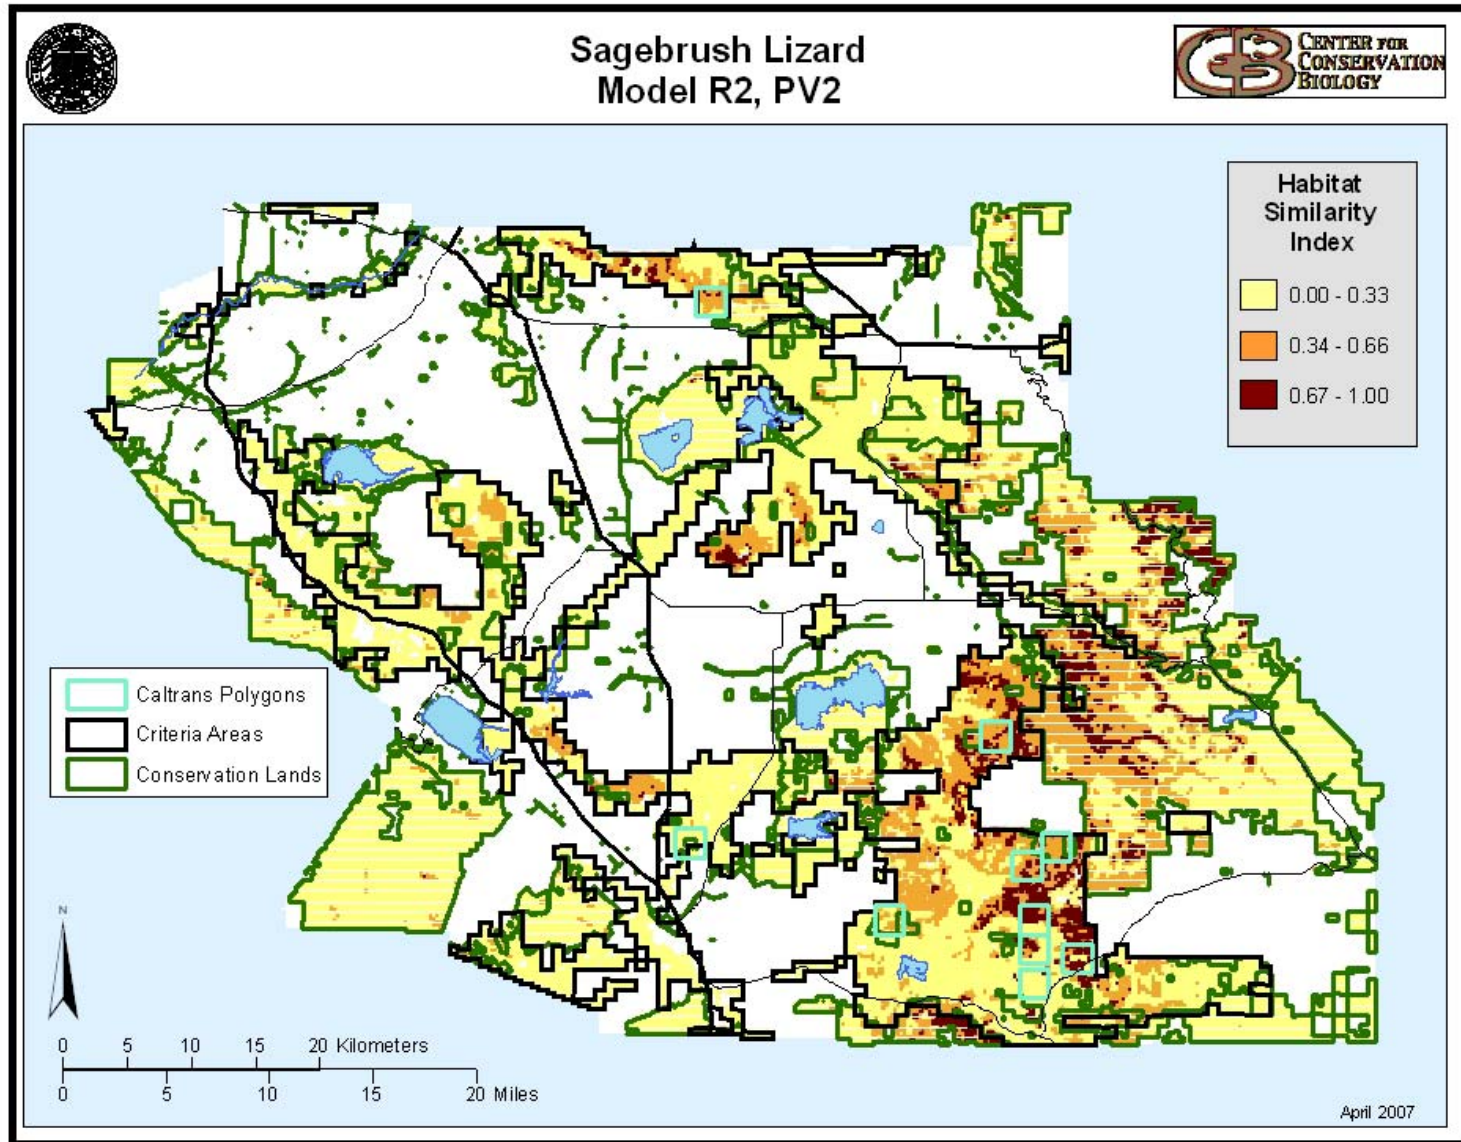 Sagebrush Lizard
Model R2, PV2
CENTER FOR
CONSERVATION
BIOLOGY
Habitat
Similarity
Index
0.00 - 0.33
0.34 - 0.66
0.67 - 1.00
Caltrans Polygons
Criteria Areas
Conservation Lands
N
0 5 10 15 20 Kilometers
0 5 10 15 20 Miles
April 2007